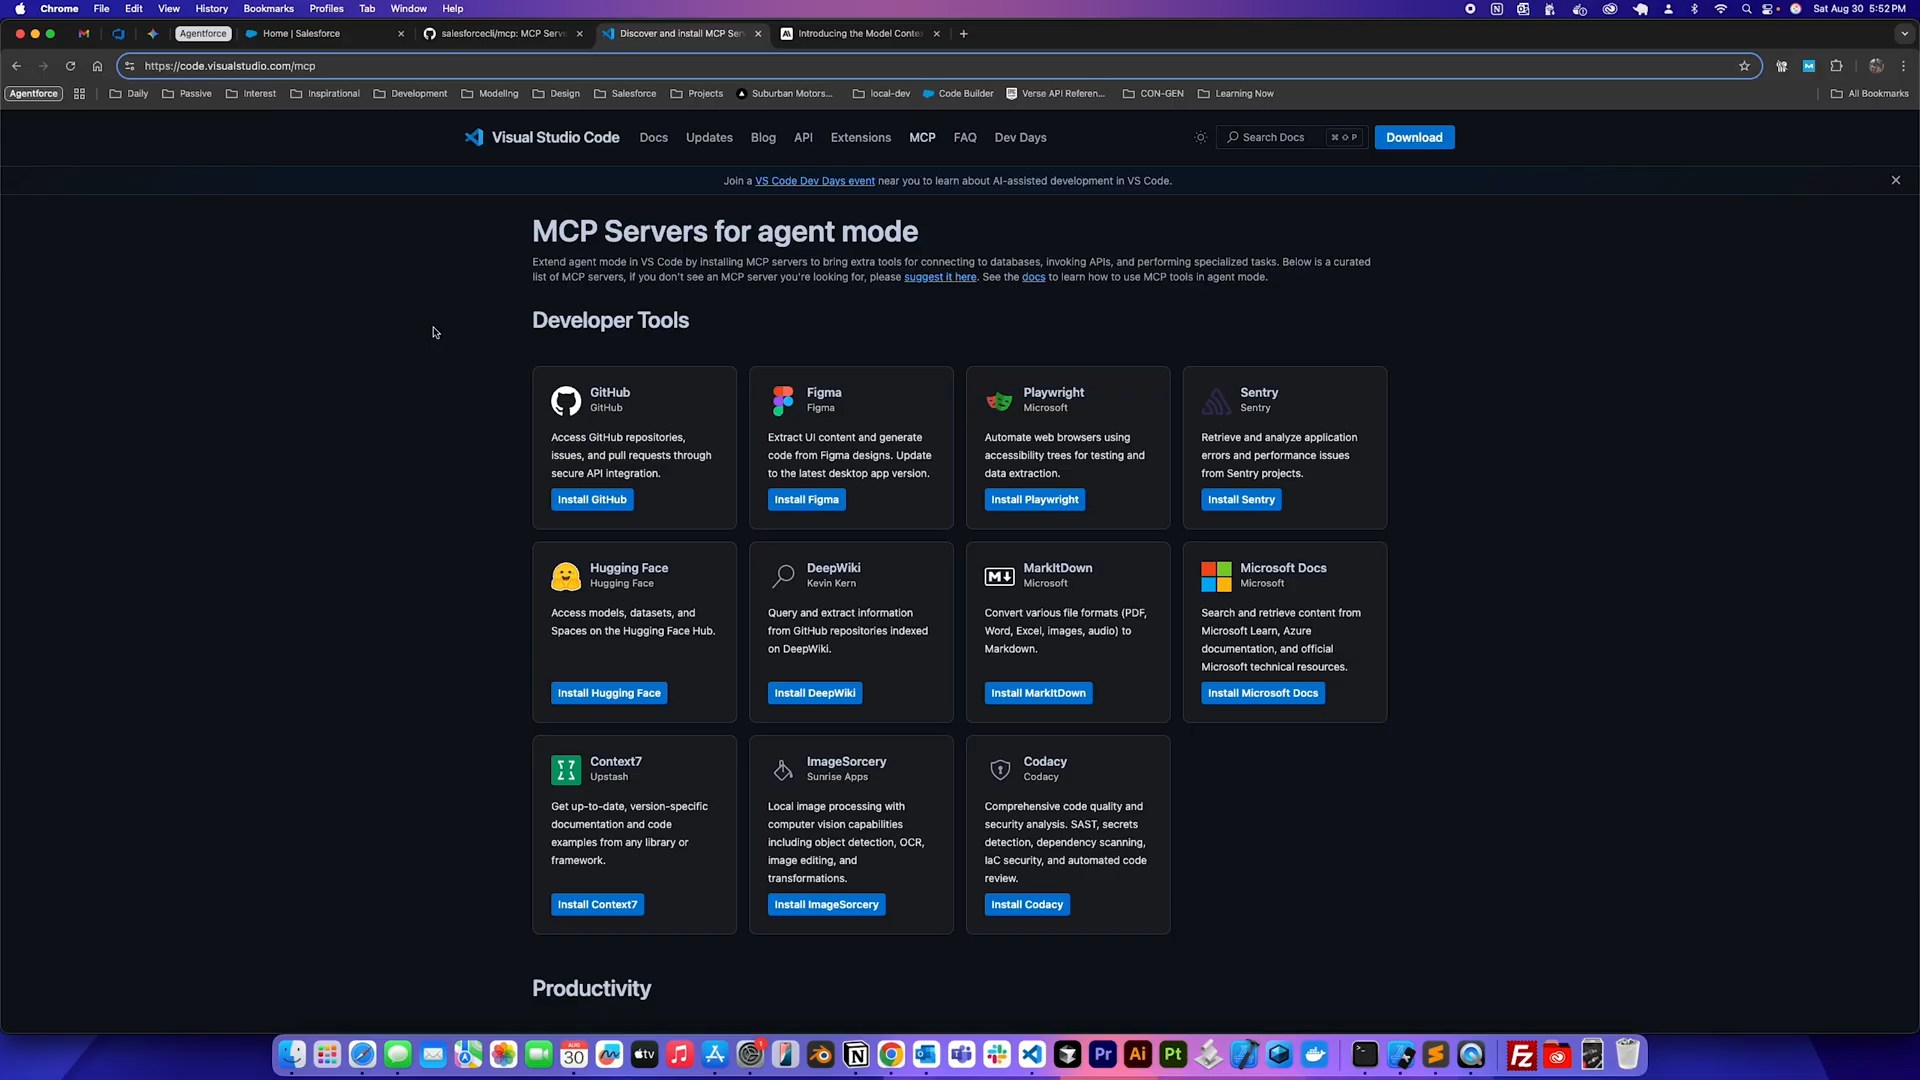 Chrome File Edit View History Bookmarks Profiles Tab Window Help Sat Aug 30 5:52 PM
Agentforce Home | Salesforce salesforcecli/mcp: MCP Serve Discover and install MCP Ser Introducing the Model Contex
https://code.visualstudio.com/mcp
Agentforce Daily Passive Interest Inspirational Development Modeling Design Salesforce Projects Suburban Motors... local-dev Code Builder Verse API Referen... CON-GEN Learning Now All Bookmarks
Visual Studio Code Docs Updates Blog API Extensions MCP FAQ Dev Days Search Docs ⌘ ⇧ P Download
Join a VS Code Dev Days event near you to learn about AI-assisted development in VS Code.
MCP Servers for agent mode
Extend agent mode in VS Code by installing MCP servers to bring extra tools for connecting to databases, invoking APIs, and performing specialized tasks. Below is a curated
list of MCP servers, if you don't see an MCP server you're looking for, please suggest it here. See the docs to learn how to use MCP tools in agent mode.
Developer Tools
GitHub
GitHub
Access GitHub repositories,
issues, and pull requests through
secure API integration.
Install GitHub
Figma
Figma
Extract UI content and generate
code from Figma designs. Update
to the latest desktop app version.
Install Figma
Playwright
Microsoft
Automate web browsers using
accessibility trees for testing and
data extraction.
Install Playwright
Sentry
Sentry
Retrieve and analyze application
errors and performance issues
from Sentry projects.
Install Sentry
Hugging Face
Hugging Face
Access models, datasets, and
Spaces on the Hugging Face Hub.
Install Hugging Face
DeepWiki
Kevin Kern
Query and extract information
from GitHub repositories indexed
on DeepWiki.
Install DeepWiki
MarkItDown
Microsoft
Convert various file formats (PDF,
Word, Excel, images, audio) to
Markdown.
Install MarkItDown
Microsoft Docs
Microsoft
Search and retrieve content from
Microsoft Learn, Azure
documentation, and official
Microsoft technical resources.
Install Microsoft Docs
Context7
Upstash
Get up-to-date, version-specific
documentation and code
examples from any library or
framework.
Install Context7
ImageSorcery
Sunrise Apps
Local image processing with
computer vision capabilities
including object detection, OCR,
image editing, and
transformations.
Install ImageSorcery
Codacy
Codacy
Comprehensive code quality and
security analysis. SAST, secrets
detection, dependency scanning,
IaC security, and automated code
review.
Install Codacy
Productivity
AUG
30
tv
1
Pr Ai Pt